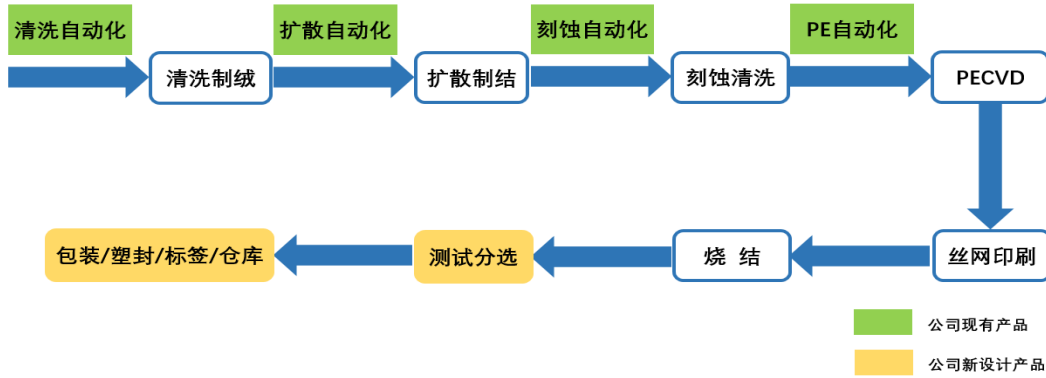 清洗自动化
扩散自动化
刻蚀自动化
PE自动化
清洗制绒
扩散制结
刻蚀清洗
PECVD
包装/塑封/标签/仓库
测试分选
烧 结
丝网印刷
公司现有产品
公司新设计产品